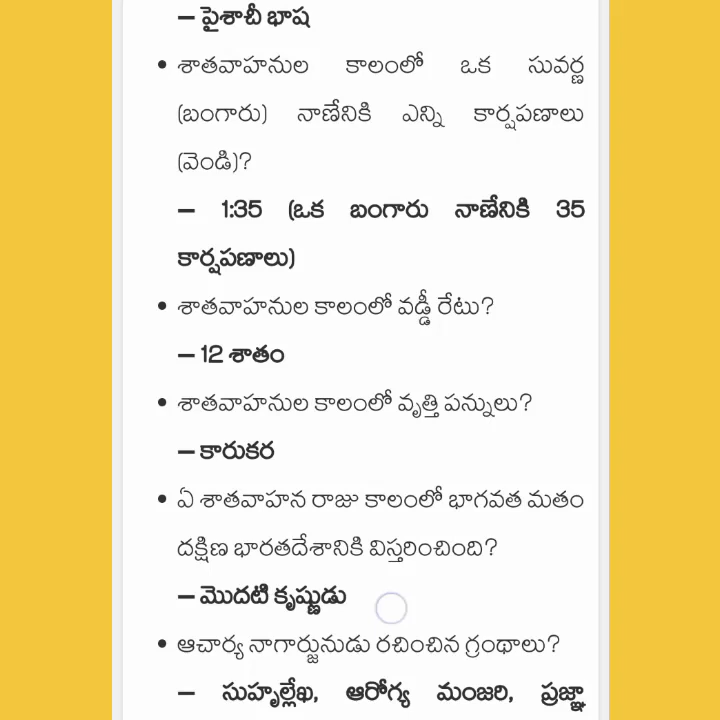 – పైశాచీ భాష
• శాతవాహనుల కాలంలో ఒక సువర్ణ
(బంగారు) నాణేనికి ఎన్ని కార్షపణాలు
(వెండి)?
– 1:35 (ఒక బంగారు నాణేనికి 35
కార్షపణాలు)
• శాతవాహనుల కాలంలో వడ్డీ రేటు?
– 12 శాతం
• శాతవాహనుల కాలంలో వృత్తి పన్నులు?
– కారుకర
• ఏ శాతవాహన రాజు కాలంలో భాగవత మతం
దక్షిణ భారతదేశానికి విస్తరించింది?
– మొదటి కృష్ణుడు
• ఆచార్య నాగార్జునుడు రచించిన గ్రంథాలు?
– సుహృల్లేఖ, ఆరోగ్య మంజరి, ప్రజ్ఞా